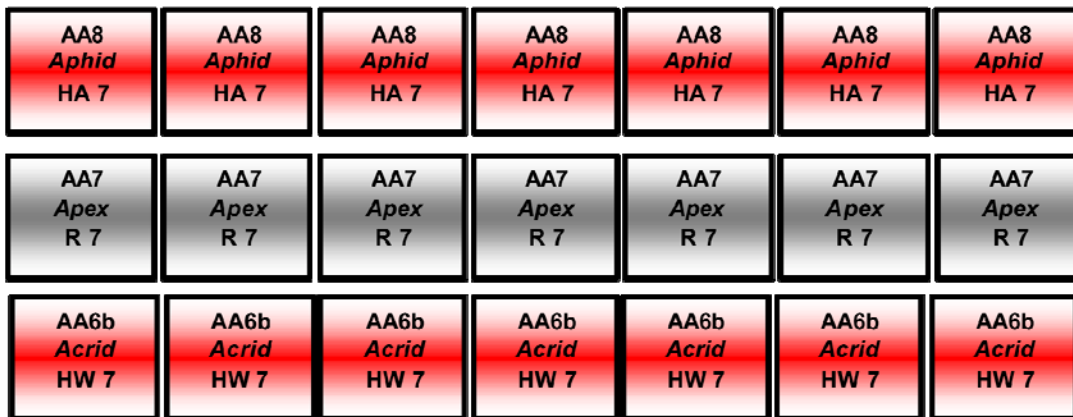 AA8 AA8 AA8 AA8 AA8 AA8 AA8
Aphid Aphid Aphid Aphid Aphid Aphid Aphid
HA 7 HA 7 HA 7 HA 7 HA 7 HA 7 HA 7
AA7 AA7 AA7 AA7 AA7 AA7 AA7
Apex Apex Apex Apex Apex Apex Apex
R 7 R 7 R 7 R 7 R 7 R 7 R 7
AA6b AA6b AA6b AA6b AA6b AA6b AA6b
Acrid Acrid Acrid Acrid Acrid Acrid Acrid
HW 7 HW 7 HW 7 HW 7 HW 7 HW 7 HW 7